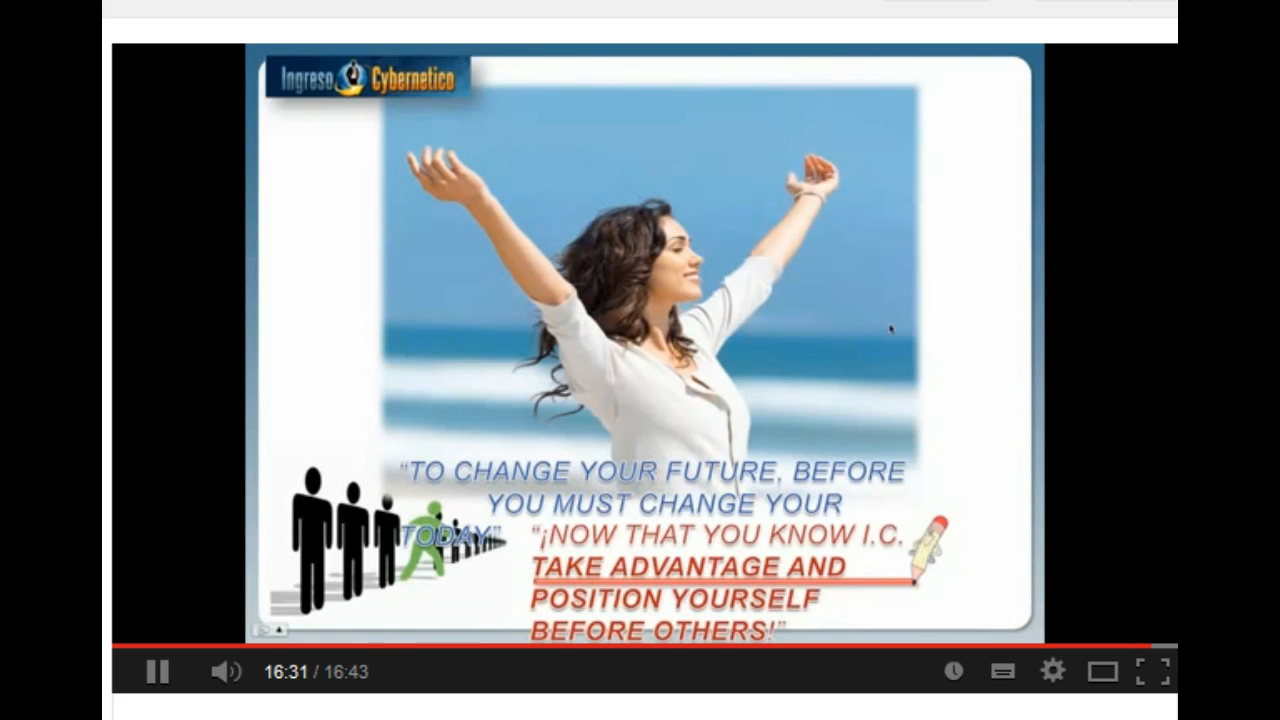 Ingreso Cybernetico
“TO CHANGE YOUR FUTURE, BEFORE
YOU MUST CHANGE YOUR
TODAY”
“¡NOW THAT YOU KNOW I.C.
TAKE ADVANTAGE AND
POSITION YOURSELF
BEFORE OTHERS!”
16:31 / 16:43